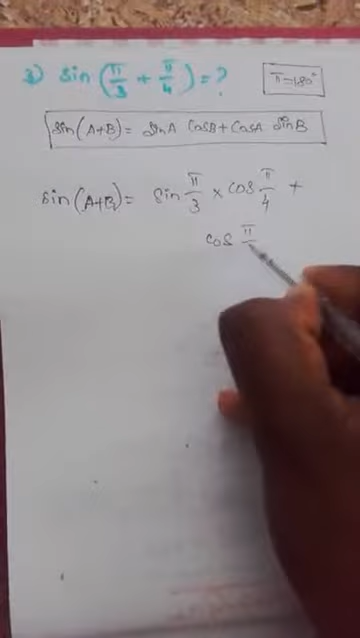 3) sin(π/3 + π/4) = ?
π=180°
sin(A+B) = sinA cosB + cosA sinB
sin(A+B) = sin π/3 × cos π/4 +
cos π